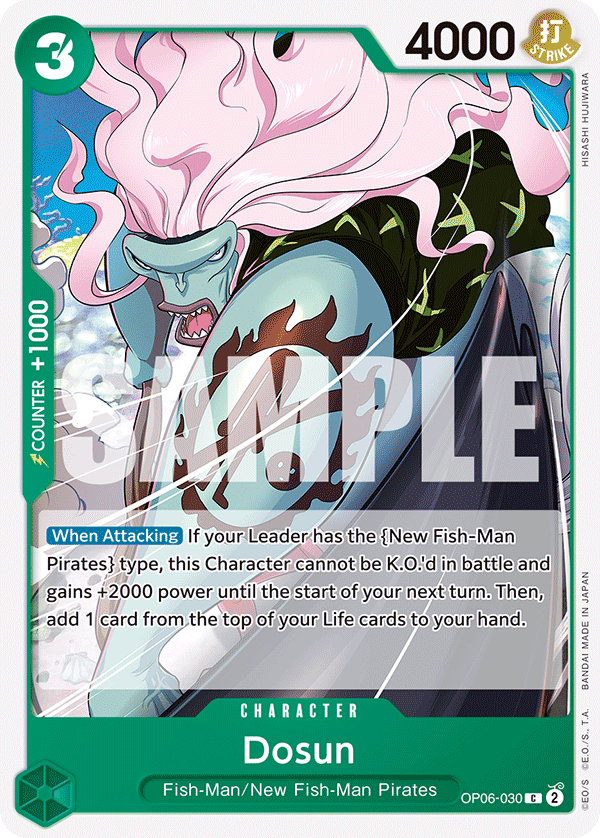 3
4000
打
STRIKE
HISASHI HUJIWARA
COUNTER +1000
SAMPLE
When Attacking If your Leader has the {New Fish-Man
Pirates} type, this Character cannot be K.O.'d in battle and
gains +2000 power until the start of your next turn. Then,
add 1 card from the top of your Life cards to your hand.
©E.O/S ©E.O./S., T.A. BANDAI MADE IN JAPAN
CHARACTER
Dosun
Fish-Man/New Fish-Man Pirates
OP06-030 C 2